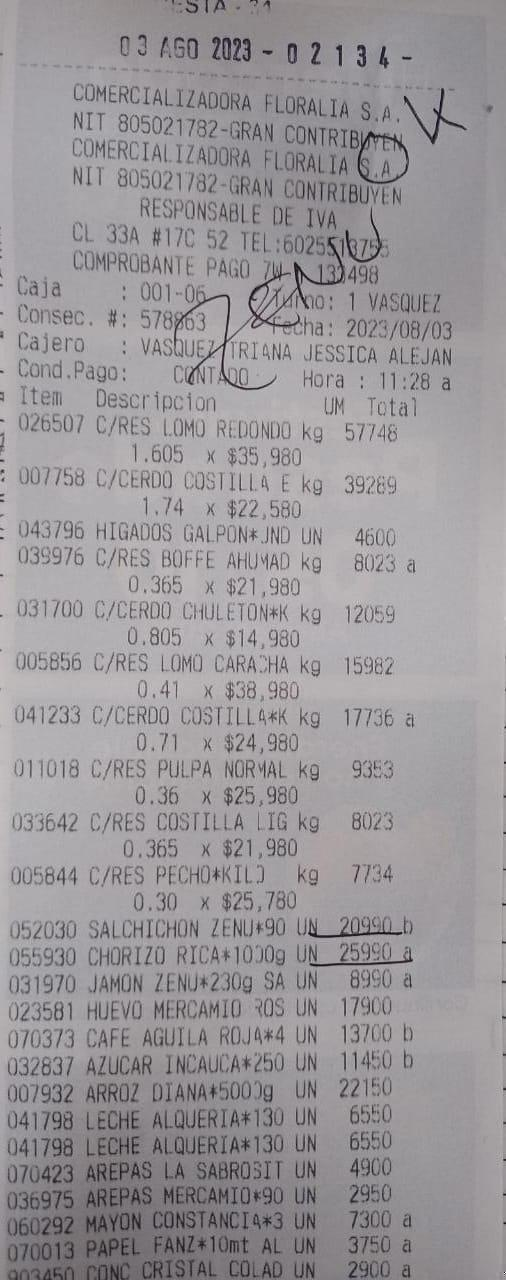 03 AGO 2023 - 02134 -
COMERCIALIZADORA FLORALIA S.A.
NIT 805021782-GRAN CONTRIBUYEN
COMERCIALIZADORA FLORALIA S.A.
NIT 805021782-GRAN CONTRIBUYEN
RESPONSABLE DE IVA
CL 33A #17C 52 TEL:
COMPROBANTE PAGO
Caja : 001-06 Turno: 1 VASQUEZ
Consec. #: 578863 Fecha: 2023/08/03
Cajero : VASQUEZ TRIANA JESSICA ALEJAN
Cond.Pago: CONTADO Hora : 11:28 a
Item Descripcion UM Total
026507 C/RES LOMO REDONDO kg 57748
1.605 x $35,980
007758 C/CERDO COSTILLA E kg 39289
1.74 x $22,580
043796 HIGADOS GALPON*UND UN 4600
039976 C/RES BOFFE AHUMAD kg 8023 a
0.365 x $21,980
031700 C/CERDO CHULETON*K kg 12059
0.805 x $14,980
005856 C/RES LOMO CARACHA kg 15982
0.41 x $38,980
041233 C/CERDO COSTILLA*K kg 17736 a
0.71 x $24,980
011018 C/RES PULPA NORMAL kg 9353
0.36 x $25,980
033642 C/RES COSTILLA LIG kg 8023
0.365 x $21,980
005844 C/RES PECHO*KILO kg 7734
0.30 x $25,780
052030 SALCHICHON ZENU*90 UN 20990 b
055930 CHORIZO RICA*1000g UN 25990 a
031970 JAMON ZENU*230g SA UN 8990 a
023581 HUEVO MERCAMIO ROS UN 17900
070373 CAFE AGUILA ROJA*4 UN 13700 b
032837 AZUCAR INCAUCA*250 UN 11450 b
007932 ARROZ DIANA*5000g UN 22150
041798 LECHE ALQUERIA*130 UN 6550
041798 LECHE ALQUERIA*130 UN 6550
070423 AREPAS LA SABROSIT UN 4900
036975 AREPAS MERCAMIO*90 UN 2950
060292 MAYON CONSTANCIA*3 UN 7300 a
070013 PAPEL FANZ*10mt AL UN 3750 a
903450 CONC CRISTAL COLAD UN 2900 a